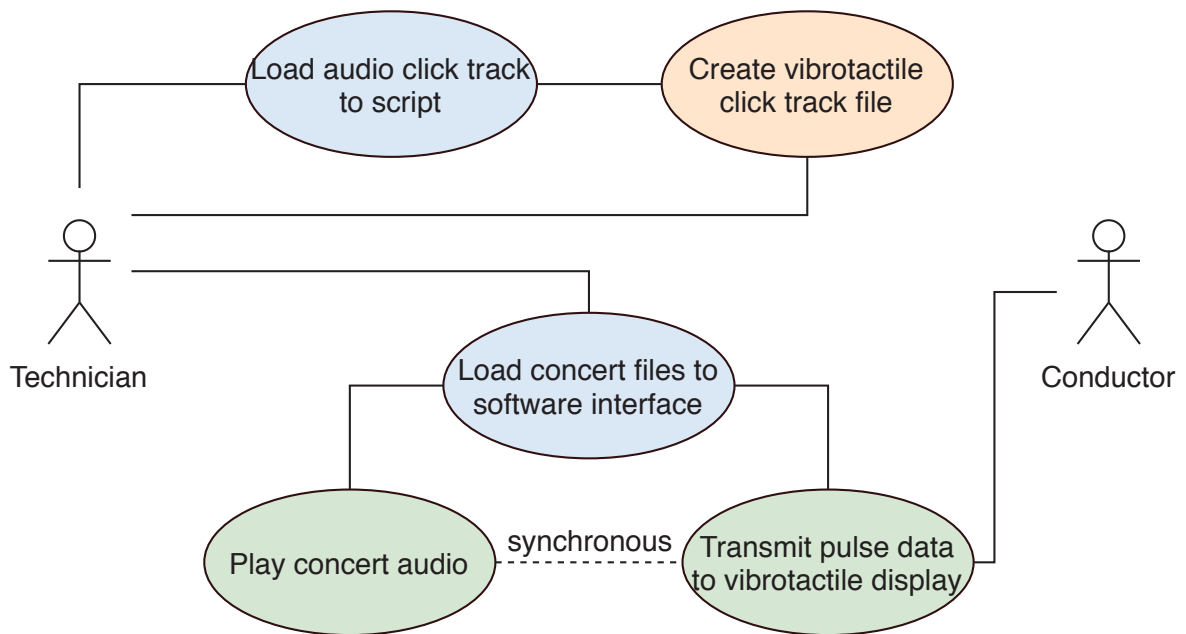 Load audio click track
to script
Create vibrotactile
click track file
Technician
Conductor
Load concert files to
software interface
Play concert audio
synchronous
Transmit pulse data
to vibrotactile display